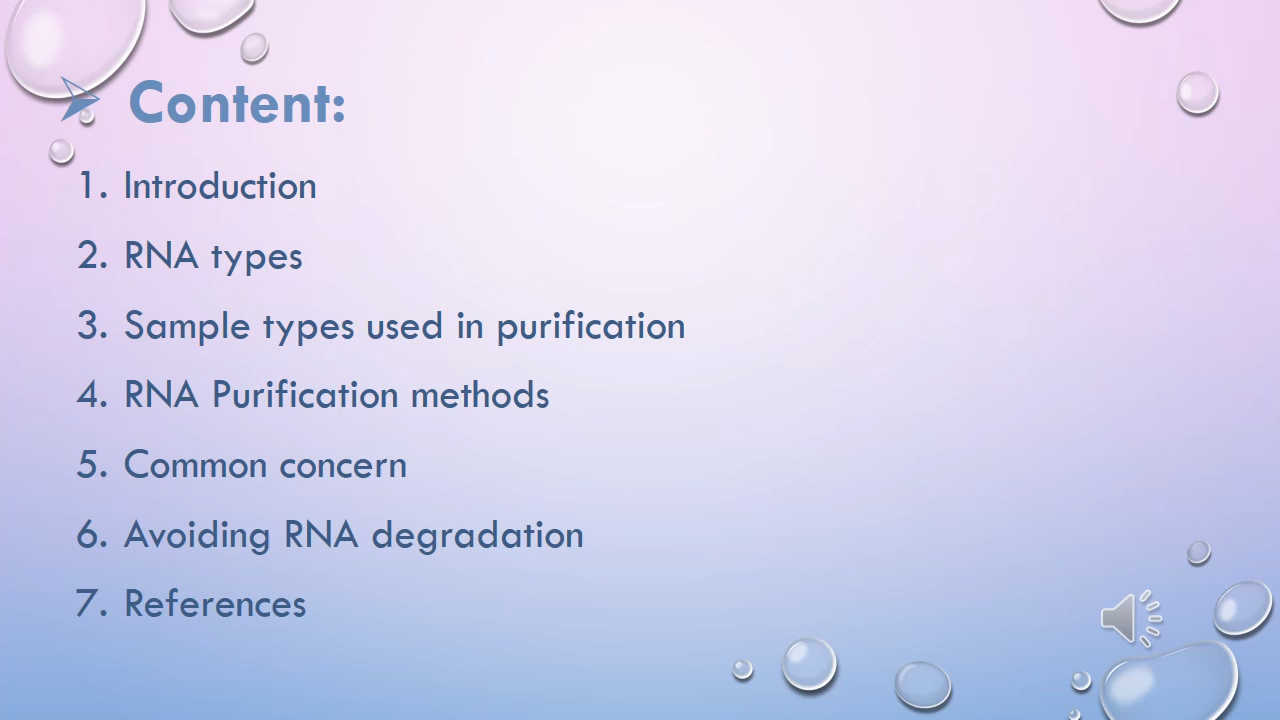 Content:
1. Introduction
2. RNA types
3. Sample types used in purification
4. RNA Purification methods
5. Common concern
6. Avoiding RNA degradation
7. References